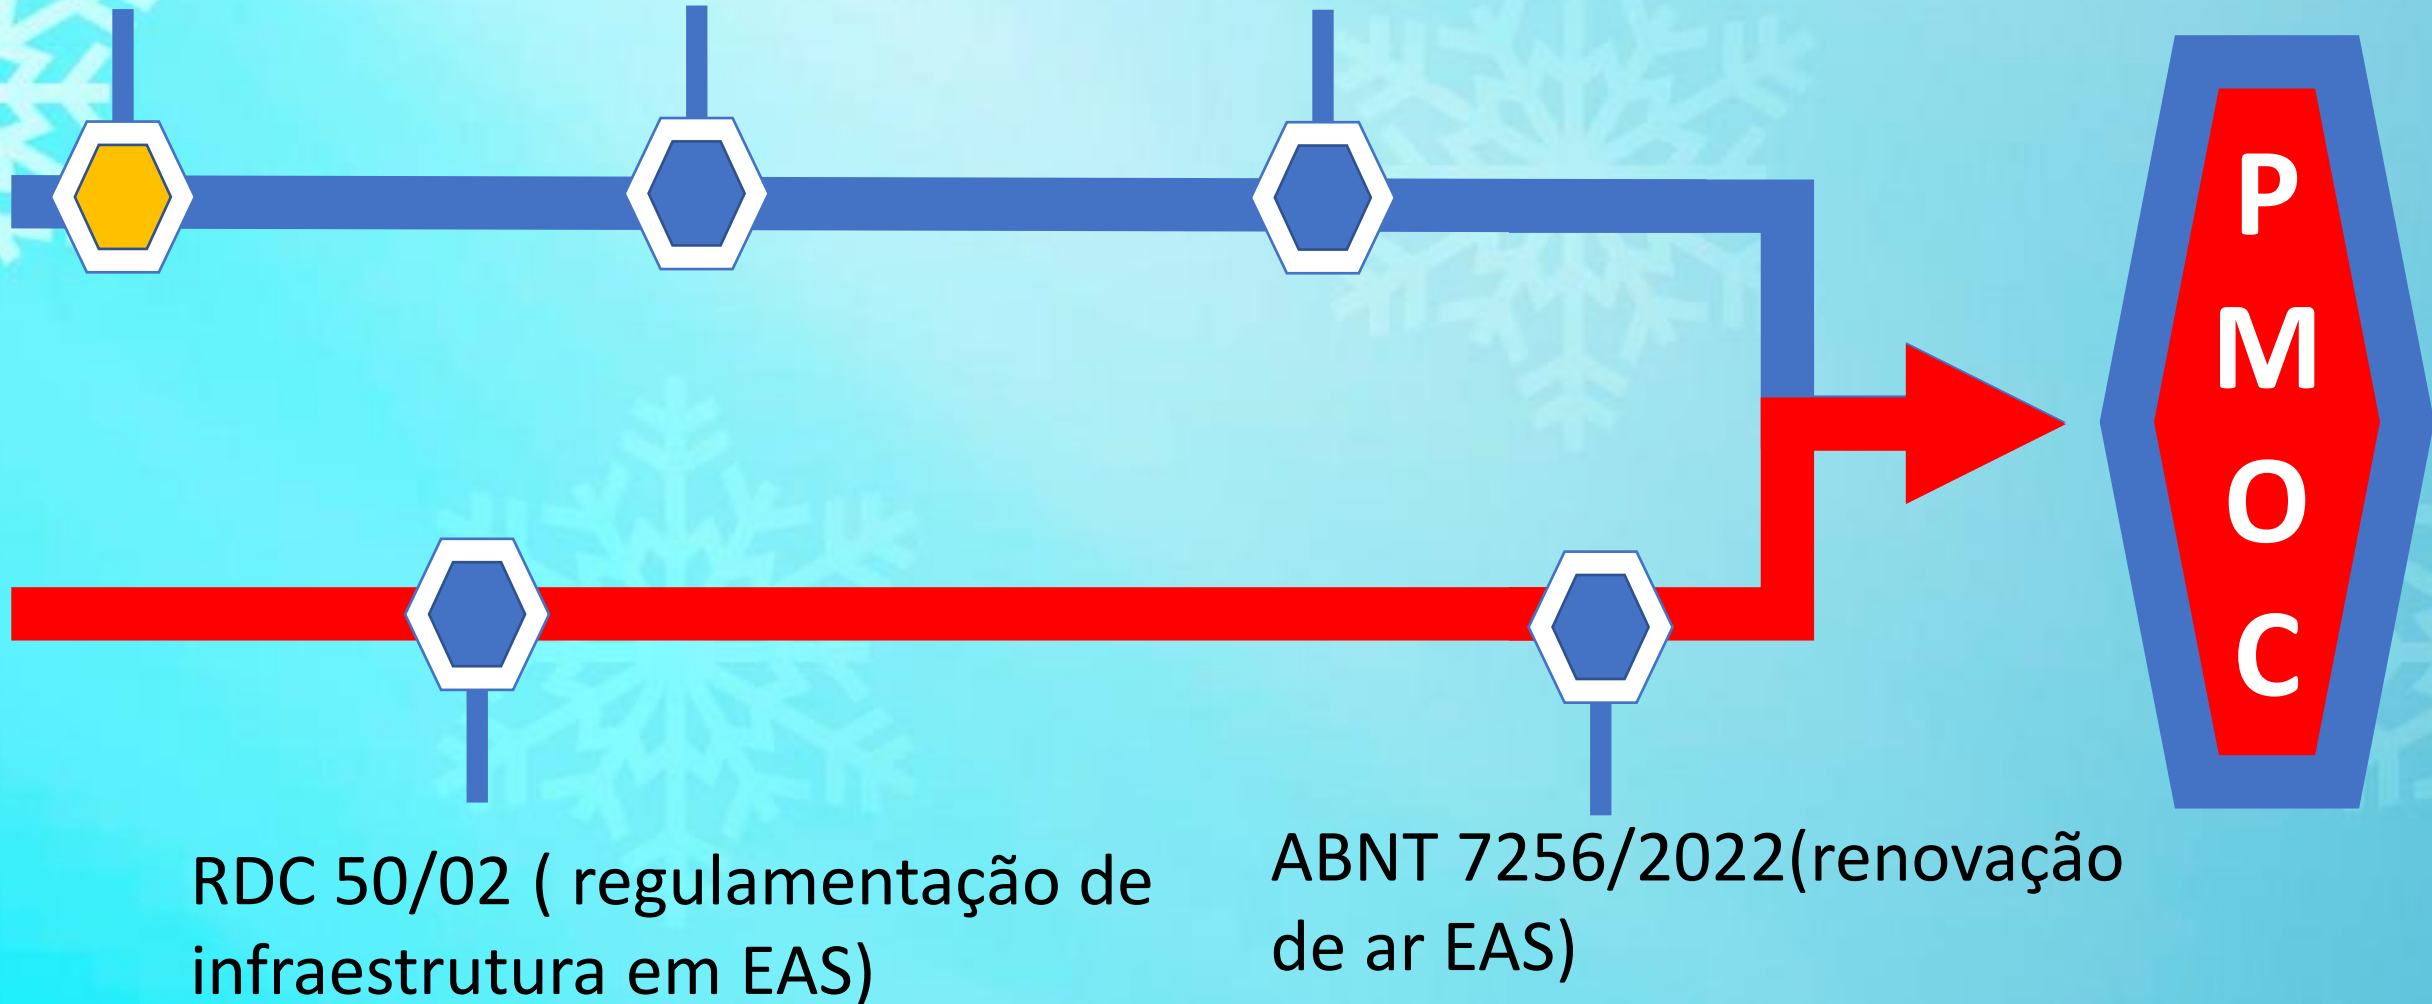 P
M
O
C
RDC 50/02 ( regulamentação de
infraestrutura em EAS)
ABNT 7256/2022(renovação
de ar EAS)